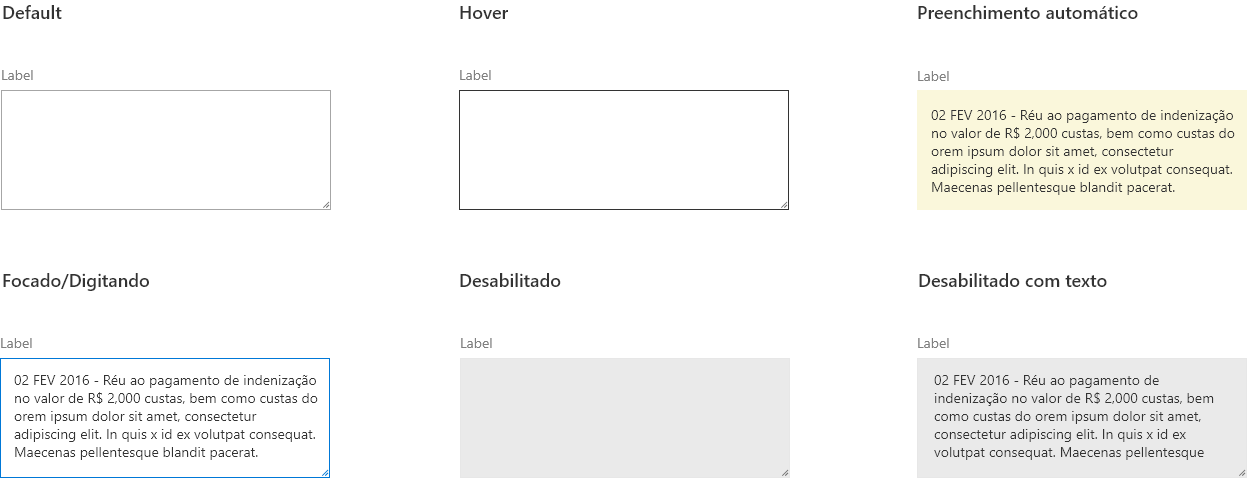 Default
Label
Hover
Label
Preenchimento automático
Label
02 FEV 2016 - Réu ao pagamento de indenização
no valor de R$ 2,000 custas, bem como custas do
orem ipsum dolor sit amet, consectetur
adipiscing elit. In quis x id ex volutpat consequat.
Maecenas pellentesque blandit pacerat.
Focado/Digitando
Label
02 FEV 2016 - Réu ao pagamento de indenização
no valor de R$ 2,000 custas, bem como custas do
orem ipsum dolor sit amet, consectetur
adipiscing elit. In quis x id ex volutpat consequat.
Maecenas pellentesque blandit pacerat.
Desabilitado
Label
Desabilitado com texto
Label
02 FEV 2016 - Réu ao pagamento de
indenização no valor de R$ 2,000 custas, bem
como custas do orem ipsum dolor sit amet,
consectetur adipiscing elit. In quis x id ex
volutpat consequat. Maecenas pellentesque